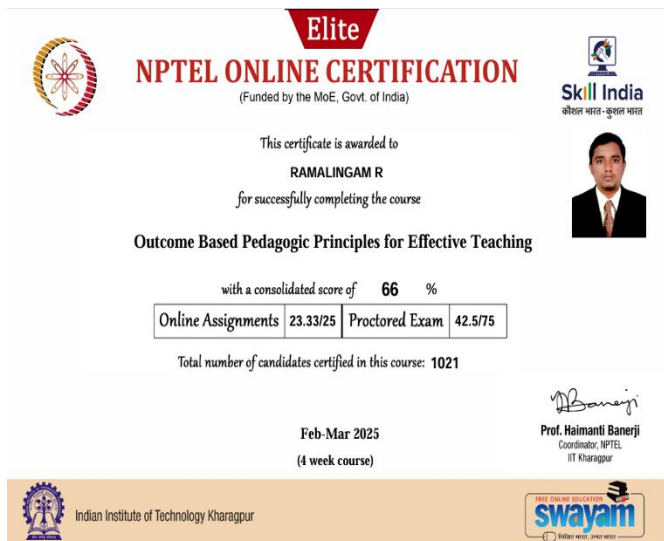 Elite
NPTEL ONLINE CERTIFICATION
(Funded by the MoE, Govt. of India)
Skill India
कौशल भारत - कुशल भारत
This certificate is awarded to
RAMALINGAM R
for successfully completing the course
Outcome Based Pedagogic Principles for Effective Teaching
with a consolidated score of 66 %
Online Assignments 23.33/25 Proctored Exam 42.5/75
Total number of candidates certified in this course: 1021
Feb-Mar 2025
(4 week course)
Prof. Haimanti Banerji
Coordinator, NPTEL
IIT Kharagpur
Indian Institute of Technology Kharagpur
FREE ONLINE EDUCATION
swayam
शिक्षित भारत, उन्नत भारत